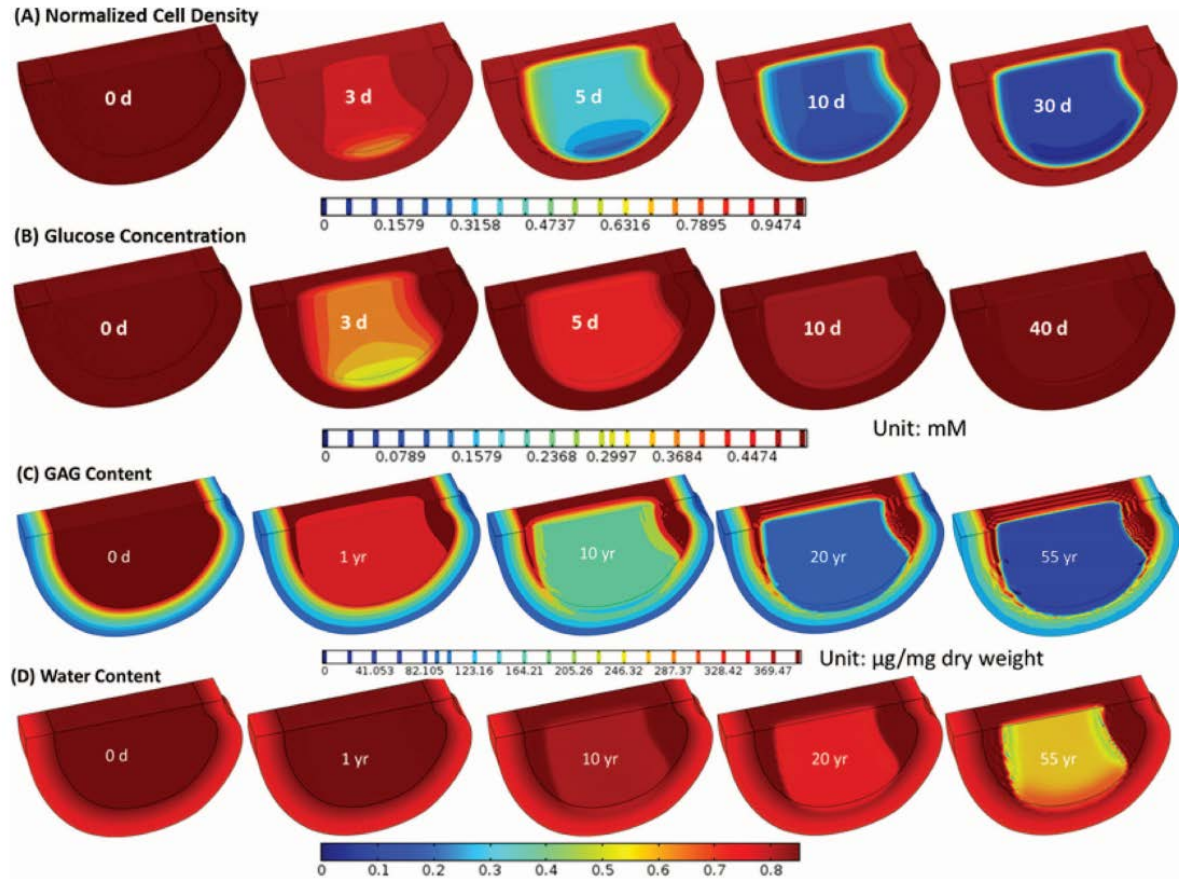 (A) Normalized Cell Density
0 d
3 d
5 d
10 d
30 d
0 0.1579 0.3158 0.4737 0.6316 0.7895 0.9474
(B) Glucose Concentration
0 d
3 d
5 d
10 d
40 d
0 0.0789 0.1579 0.2368 0.2997 0.3684 0.4474
Unit: mM
(C) GAG Content
0 d
1 yr
10 yr
20 yr
55 yr
0 41.053 82.105 123.16 164.21 205.26 246.32 287.37 328.42 369.47
Unit: µg/mg dry weight
(D) Water Content
0 d
1 yr
10 yr
20 yr
55 yr
0 0.1 0.2 0.3 0.4 0.5 0.6 0.7 0.8